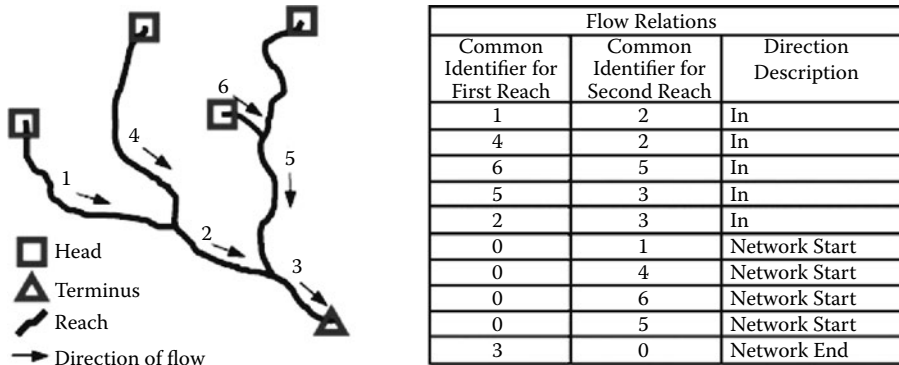 6
4
5
1
2
3
Head
Terminus
Reach
Direction of flow
Flow Relations
Common Identifier for First Reach Common Identifier for Second Reach Direction Description
1 2 In
4 2 In
6 5 In
5 3 In
2 3 In
0 1 Network Start
0 4 Network Start
0 6 Network Start
0 5 Network Start
3 0 Network End